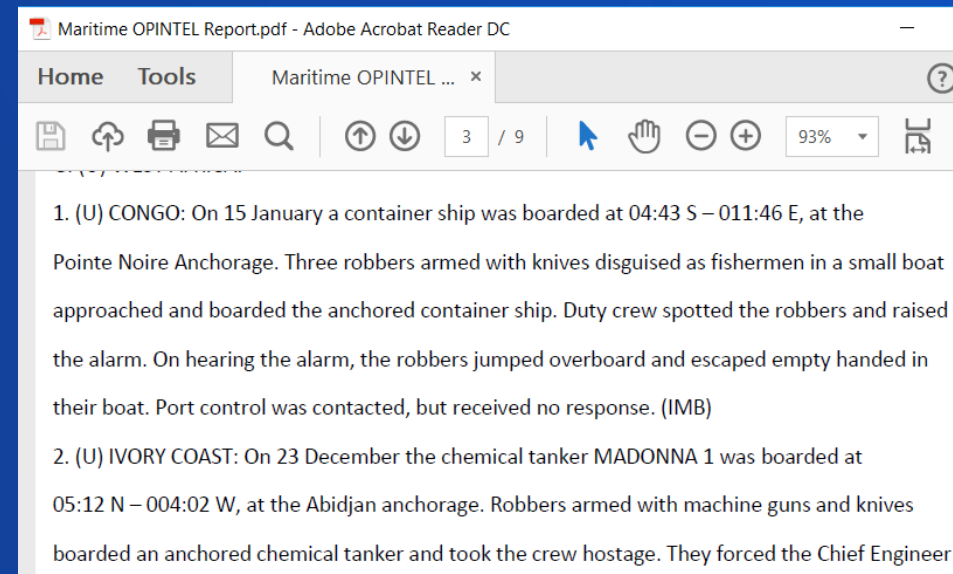 Maritime OPINTEL Report.pdf - Adobe Acrobat Reader DC
Home Tools Maritime OPINTEL ... ×
3 / 9 93%
1. (U) CONGO: On 15 January a container ship was boarded at 04:43 S – 011:46 E, at the
Pointe Noire Anchorage. Three robbers armed with knives disguised as fishermen in a small boat
approached and boarded the anchored container ship. Duty crew spotted the robbers and raised
the alarm. On hearing the alarm, the robbers jumped overboard and escaped empty handed in
their boat. Port control was contacted, but received no response. (IMB)
2. (U) IVORY COAST: On 23 December the chemical tanker MADONNA 1 was boarded at
05:12 N – 004:02 W, at the Abidjan anchorage. Robbers armed with machine guns and knives
boarded an anchored chemical tanker and took the crew hostage. They forced the Chief Engineer